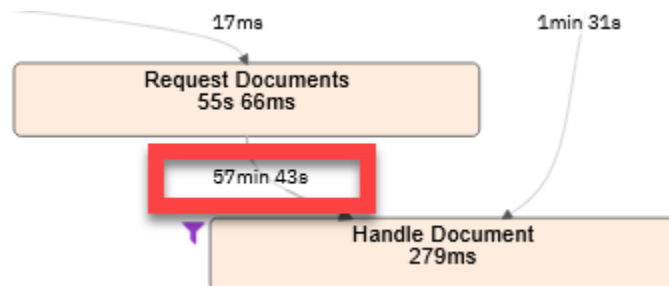 17ms
1min 31s
Request Documents
55s 66ms
57min 43s
Handle Document
279ms